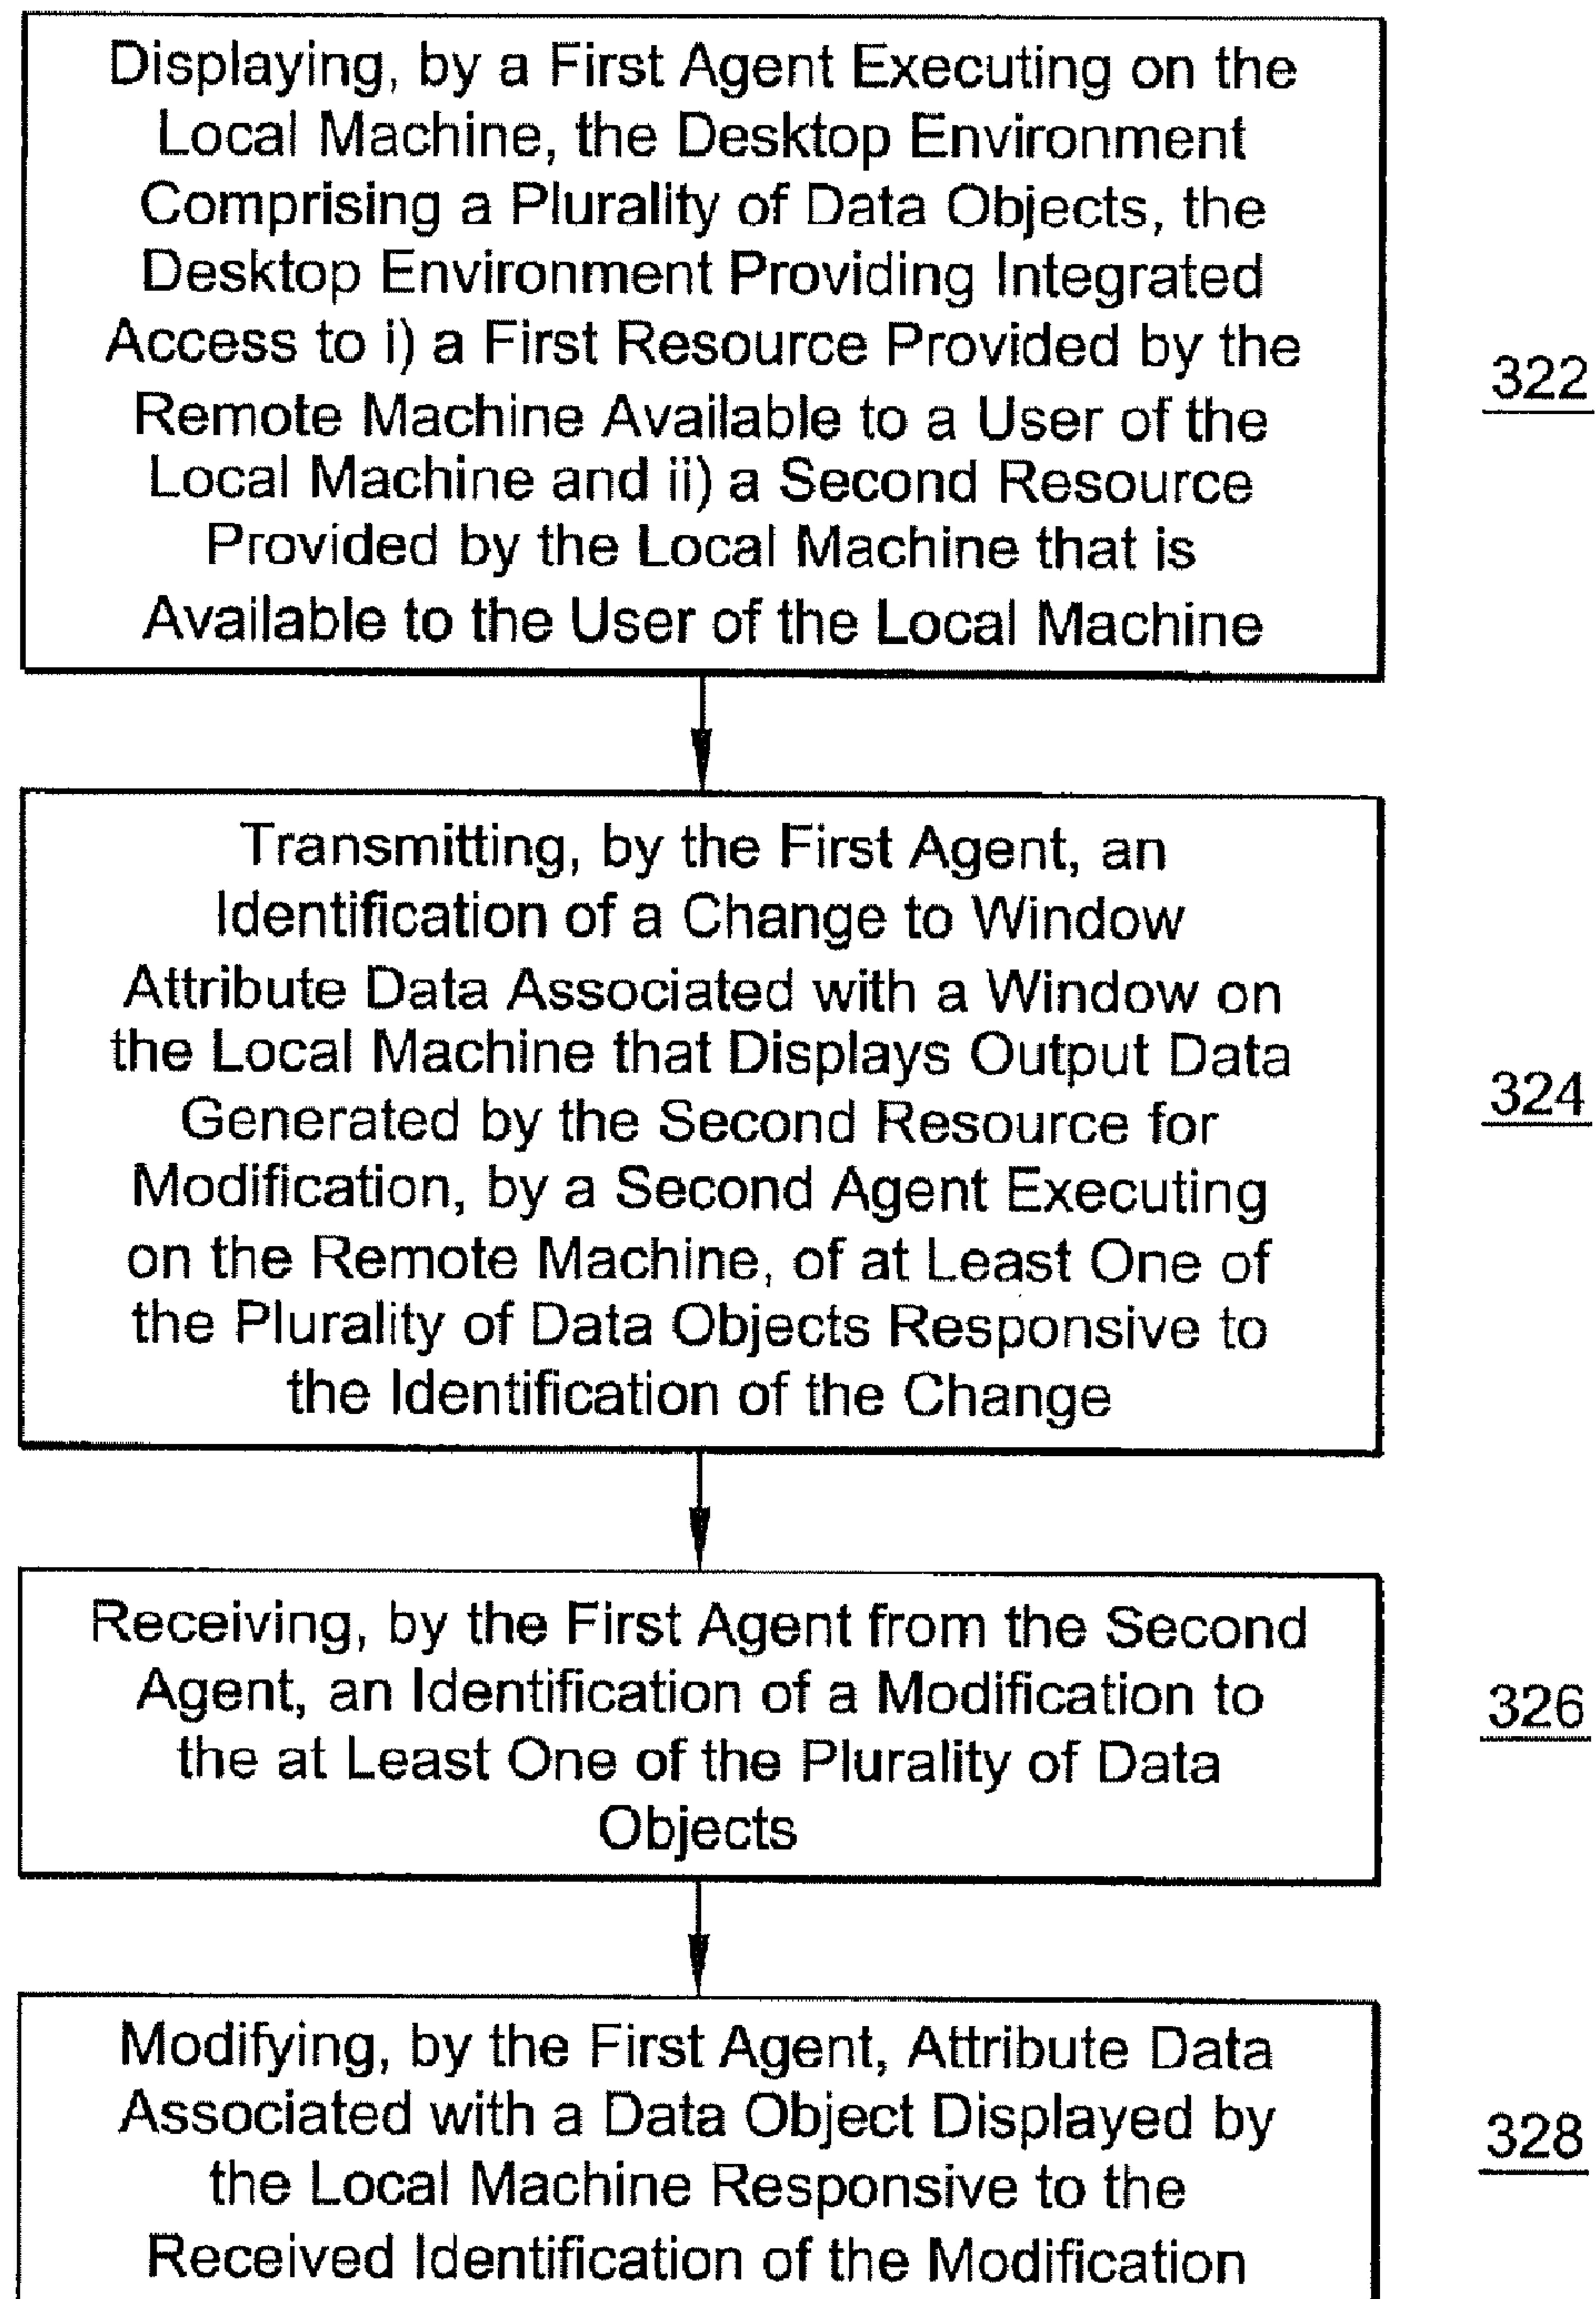 Displaying, by a First Agent Executing on the
Local Machine, the Desktop Environment
Comprising a Plurality of Data Objects, the
Desktop Environment Providing Integrated
Access to i) a First Resource Provided by the
Remote Machine Available to a User of the
Local Machine and ii) a Second Resource
Provided by the Local Machine that is
Available to the User of the Local Machine
322
Transmitting, by the First Agent, an
Identification of a Change to Window
Attribute Data Associated with a Window on
the Local Machine that Displays Output Data
Generated by the Second Resource for
Modification, by a Second Agent Executing
on the Remote Machine, of at Least One of
the Plurality of Data Objects Responsive to
the Identification of the Change
324
Receiving, by the First Agent from the Second
Agent, an Identification of a Modification to
the at Least One of the Plurality of Data
Objects
326
Modifying, by the First Agent, Attribute Data
Associated with a Data Object Displayed by
the Local Machine Responsive to the
Received Identification of the Modification
328